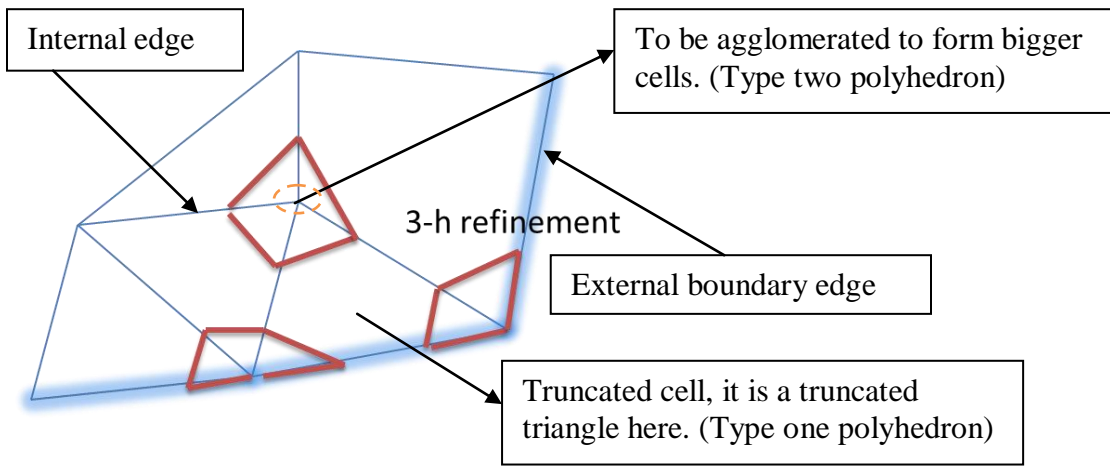 Internal edge
To be agglomerated to form bigger
cells. (Type two polyhedron)
3-h refinement
External boundary edge
Truncated cell, it is a truncated
triangle here. (Type one polyhedron)